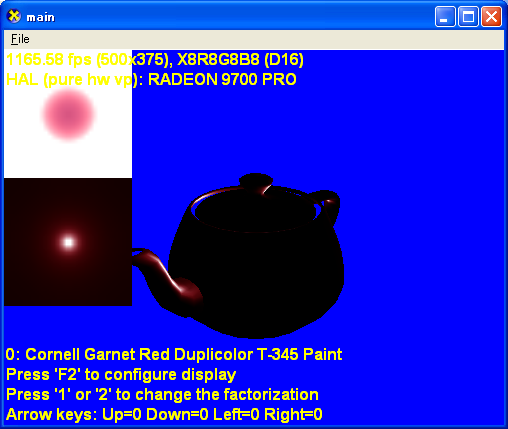 main
File
1165.58 fps (500x375), X8R8G8B8 (D16)
HAL (pure hw vp): RADEON 9700 PRO
0: Cornell Garnet Red Duplicolor T-345 Paint
Press 'F2' to configure display
Press '1' or '2' to change the factorization
Arrow keys: Up=0 Down=0 Left=0 Right=0